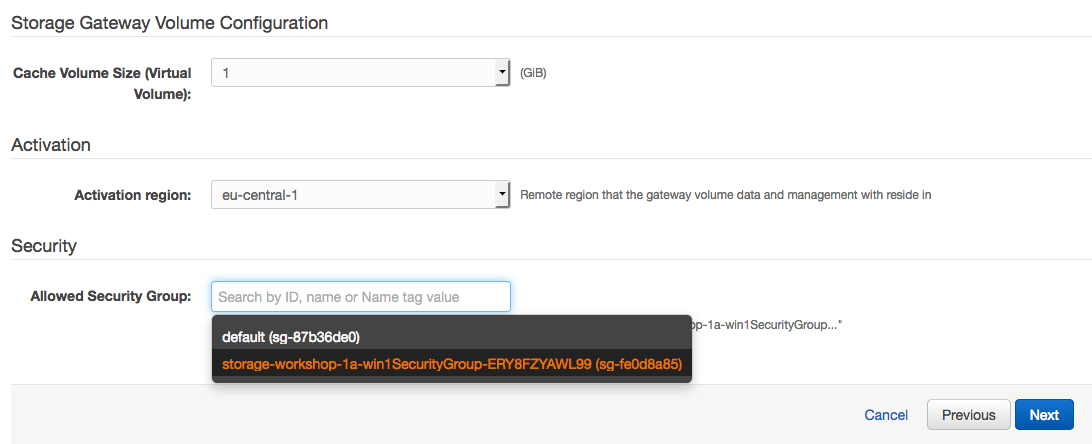 Storage Gateway Volume Configuration
Cache Volume Size (Virtual
Volume):
1
(GiB)
Activation
Activation region:
eu-central-1
Remote region that the gateway volume data and management with reside in
Security
Allowed Security Group:
Search by ID, name or Name tag value
op-1a-win1SecurityGroup..."
default (sg-87b36de0)
storage-workshop-1a-win1SecurityGroup-ERY8FZYAWL99 (sg-fe0d8a85)
Cancel
Previous
Next